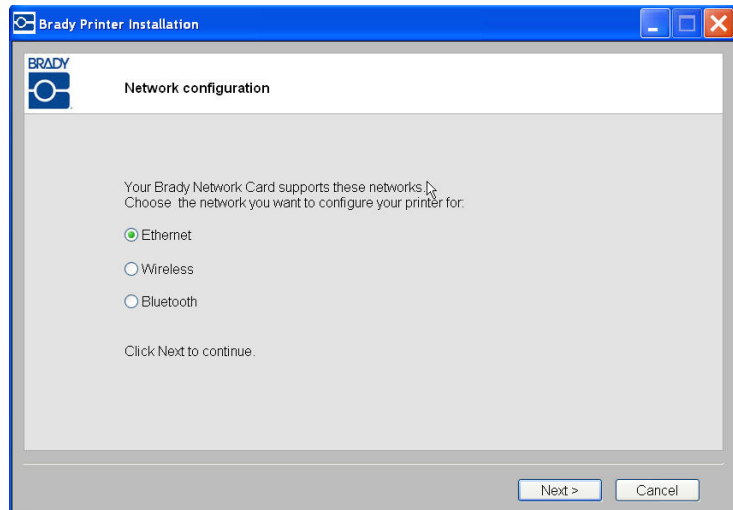 Brady Printer Installation
BRADY
Network configuration
Your Brady Network Card supports these networks.
Choose the network you want to configure your printer for:
Ethernet
Wireless
Bluetooth
Click Next to continue.
Next >
Cancel